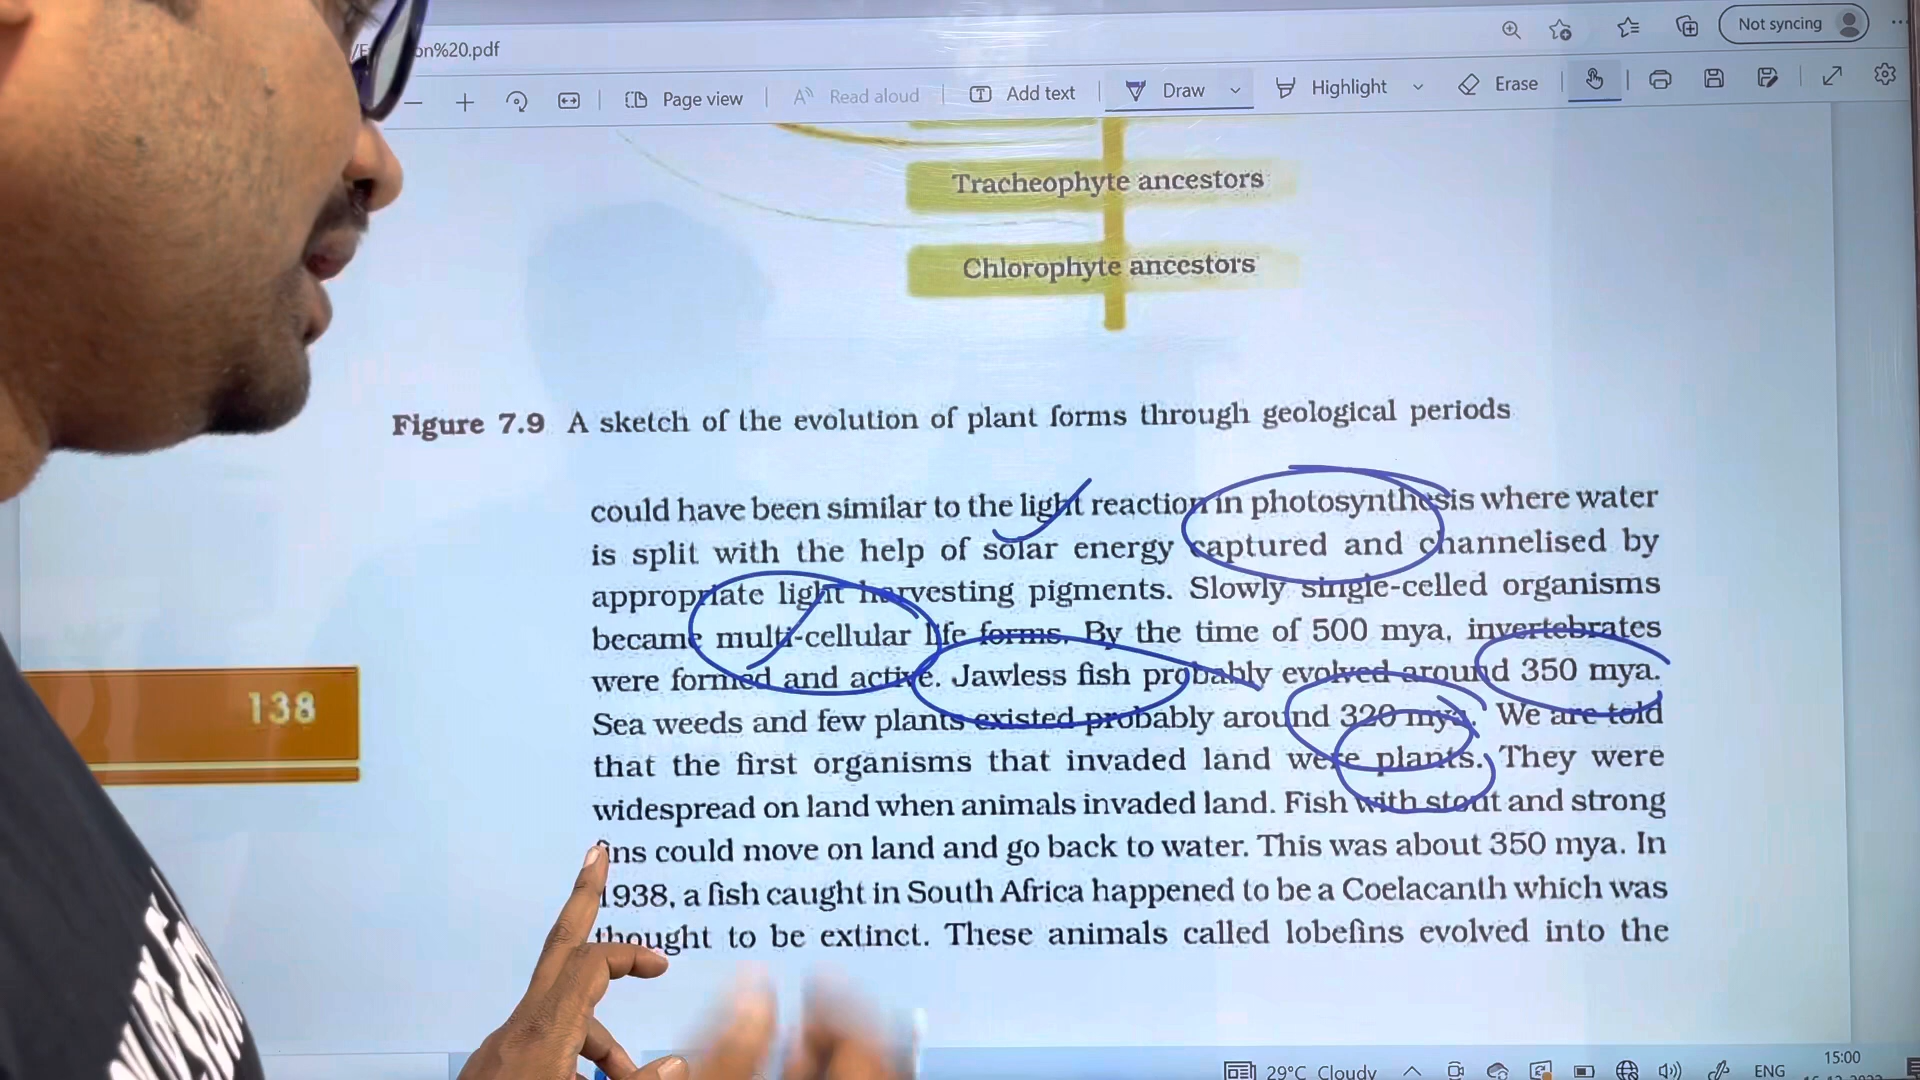 on%20.pdf
Not syncing
Page view
Read aloud
Add text
Draw
Highlight
Erase
Tracheophyte ancestors
Chlorophyte ancestors
Figure 7.9 A sketch of the evolution of plant forms through geological periods
could have been similar to the light reaction in photosynthesis where water
is split with the help of solar energy captured and channelised by
appropriate light harvesting pigments. Slowly single-celled organisms
became multi-cellular life forms. By the time of 500 mya, invertebrates
were formed and active. Jawless fish probably evolved around 350 mya.
Sea weeds and few plants existed probably around 320 mya. We are told
that the first organisms that invaded land were plants. They were
widespread on land when animals invaded land. Fish with stout and strong
fins could move on land and go back to water. This was about 350 mya. In
1938, a fish caught in South Africa happened to be a Coelacanth which was
thought to be extinct. These animals called lobefins evolved into the
138
29°C Cloudy
ENG
15:00